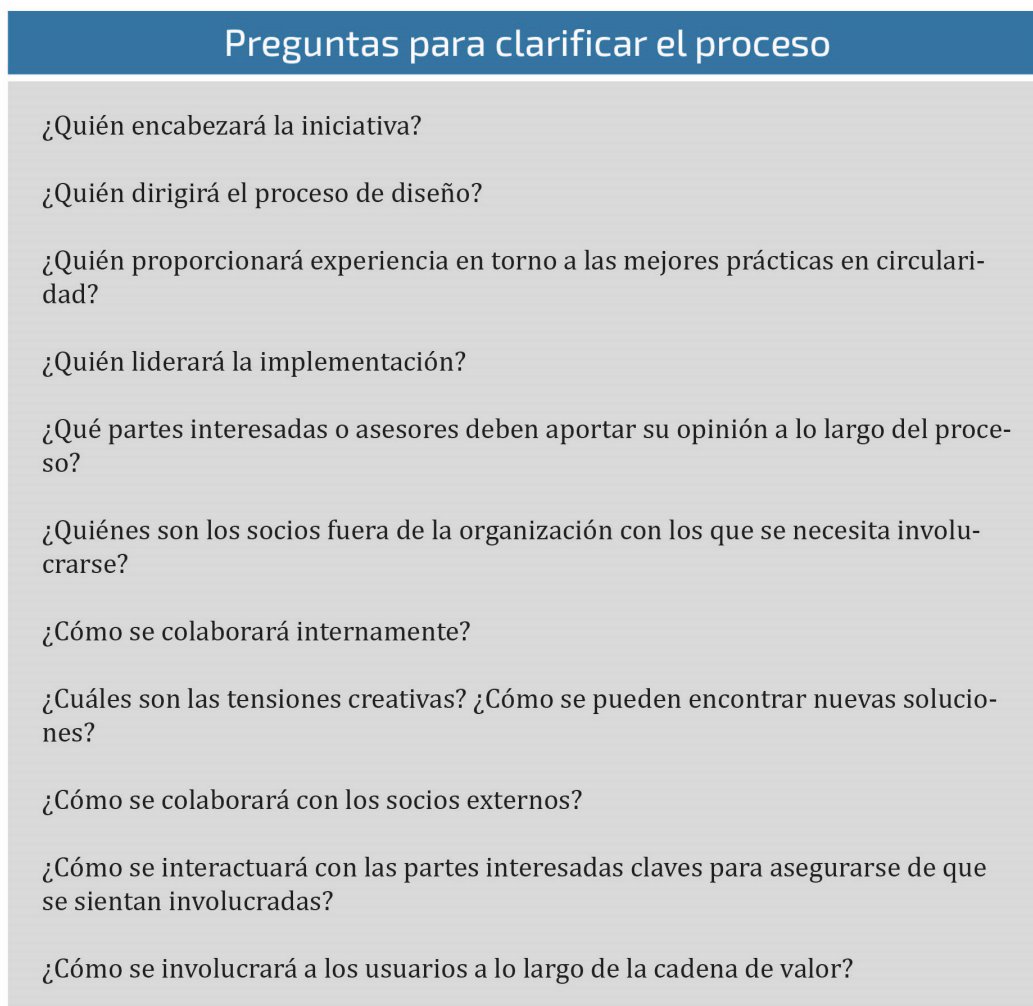 Preguntas para clarificar el proceso
¿Quién encabezará la iniciativa?
¿Quién dirigirá el proceso de diseño?
¿Quién proporcionará experiencia en torno a las mejores prácticas en circulari-
dad?
¿Quién liderará la implementación?
¿Qué partes interesadas o asesores deben aportar su opinión a lo largo del proce-
so?
¿Quiénes son los socios fuera de la organización con los que se necesita involu-
crarse?
¿Cómo se colaborará internamente?
¿Cuáles son las tensiones creativas? ¿Cómo se pueden encontrar nuevas solucio-
nes?
¿Cómo se colaborará con los socios externos?
¿Cómo se interactuará con las partes interesadas claves para asegurarse de que
se sientan involucradas?
¿Cómo se involucrará a los usuarios a lo largo de la cadena de valor?